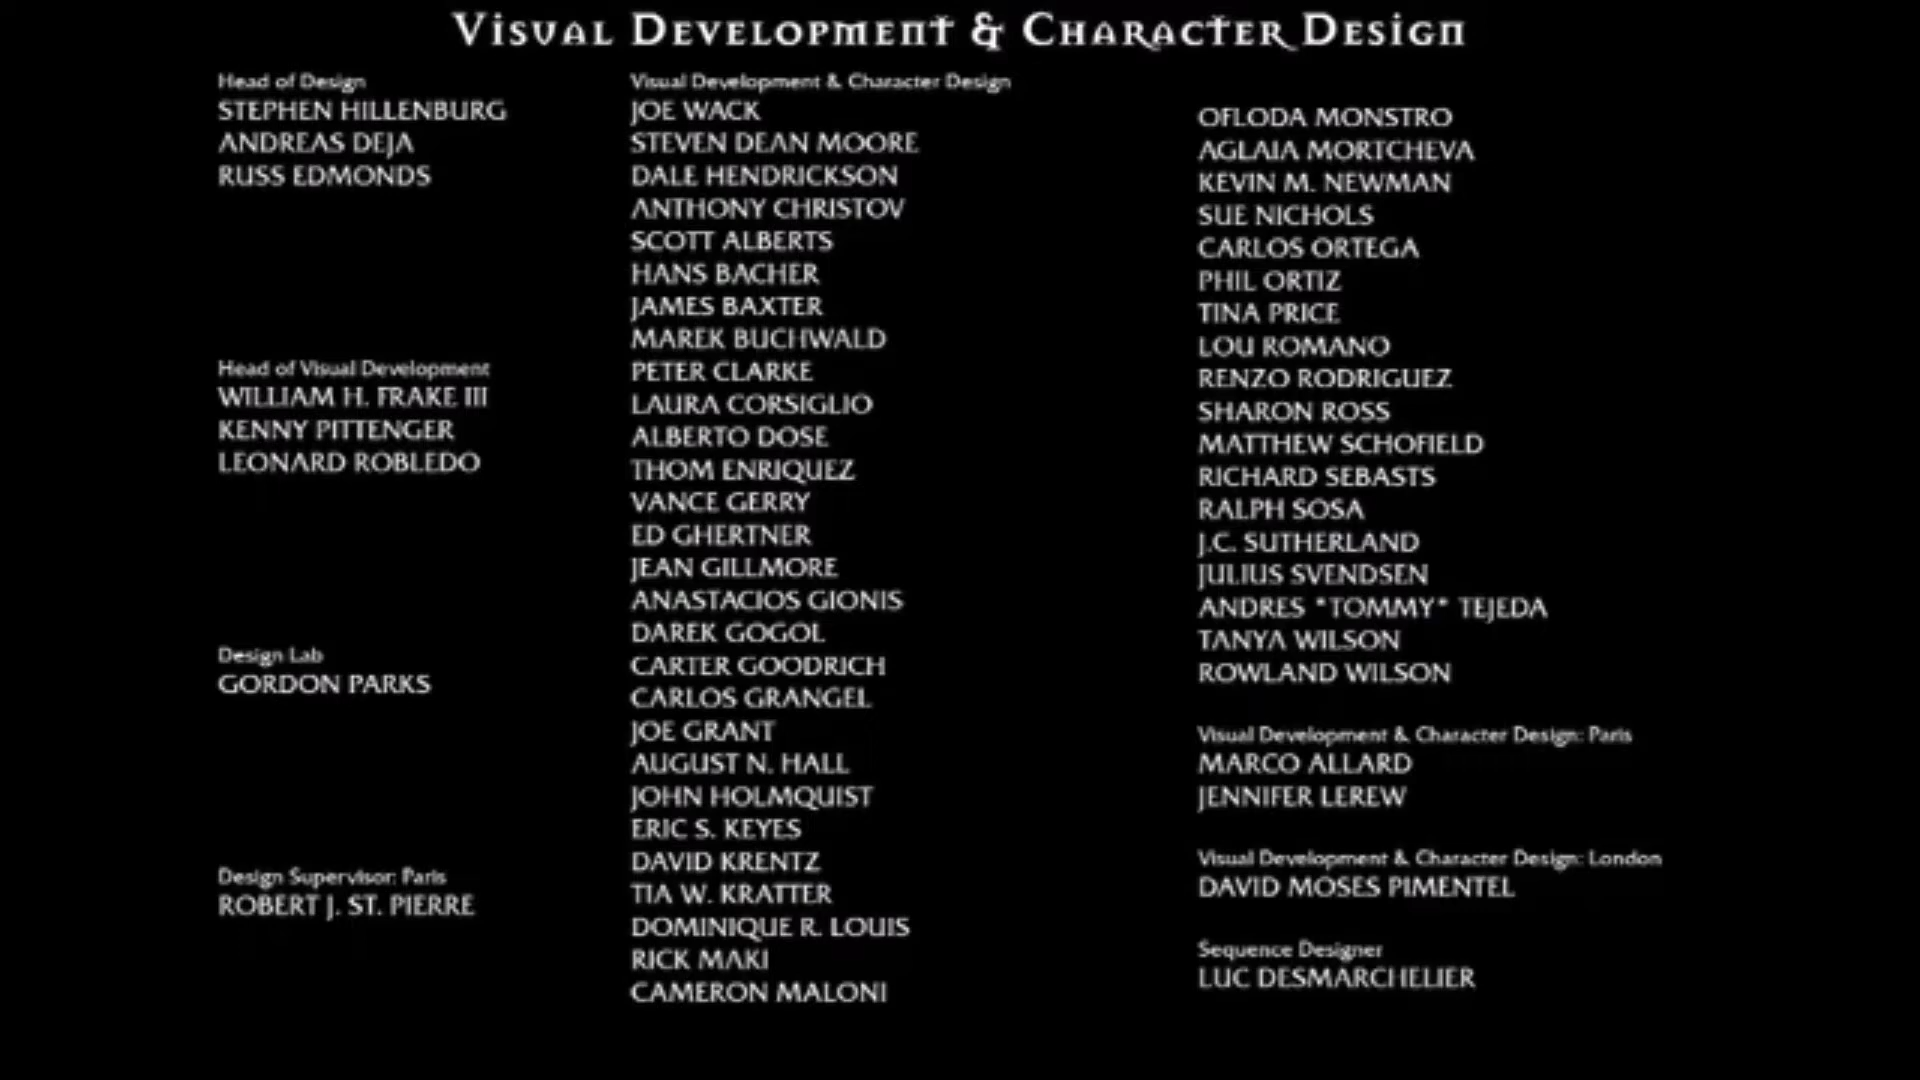 Visual Development & Character Design
Head of Design
STEPHEN HILLENBURG
ANDREAS DEJA
RUSS EDMONDS
Head of Visual Development
WILLIAM H. FRAKE III
KENNY PITTENGER
LEONARD ROBLEDO
Design Lab
GORDON PARKS
Design Supervisor: Paris
ROBERT J. ST. PIERRE
Visual Development & Character Design
JOE WACK
STEVEN DEAN MOORE
DALE HENDRICKSON
ANTHONY CHRISTOV
SCOTT ALBERTS
HANS BACHER
JAMES BAXTER
MAREK BUCHWALD
PETER CLARKE
LAURA CORSIGLIO
ALBERTO DOSE
THOM ENRIQUEZ
VANCE GERRY
ED GHERTNER
JEAN GILLMORE
ANASTACIOS GIONIS
DAREK GOGOL
CARTER GOODRICH
CARLOS GRANGEL
JOE GRANT
AUGUST N. HALL
JOHN HOLMQUIST
ERIC S. KEYES
DAVID KRENTZ
TIA W. KRATTER
DOMINIQUE R. LOUIS
RICK MAKI
CAMERON MALONI
OFLODA MONSTRO
AGLAIA MORTCHEVA
KEVIN M. NEWMAN
SUE NICHOLS
CARLOS ORTEGA
PHIL ORTIZ
TINA PRICE
LOU ROMANO
RENZO RODRIGUEZ
SHARON ROSS
MATTHEW SCHOFIELD
RICHARD SEBASTS
RALPH SOSA
J.C. SUTHERLAND
JULIUS SVENDSEN
ANDRES "TOMMY" TEJEDA
TANYA WILSON
ROWLAND WILSON
Visual Development & Character Design: Paris
MARCO ALLARD
JENNIFER LEREW
Visual Development & Character Design: London
DAVID MOSES PIMENTEL
Sequence Designer
LUC DESMARCHELIER